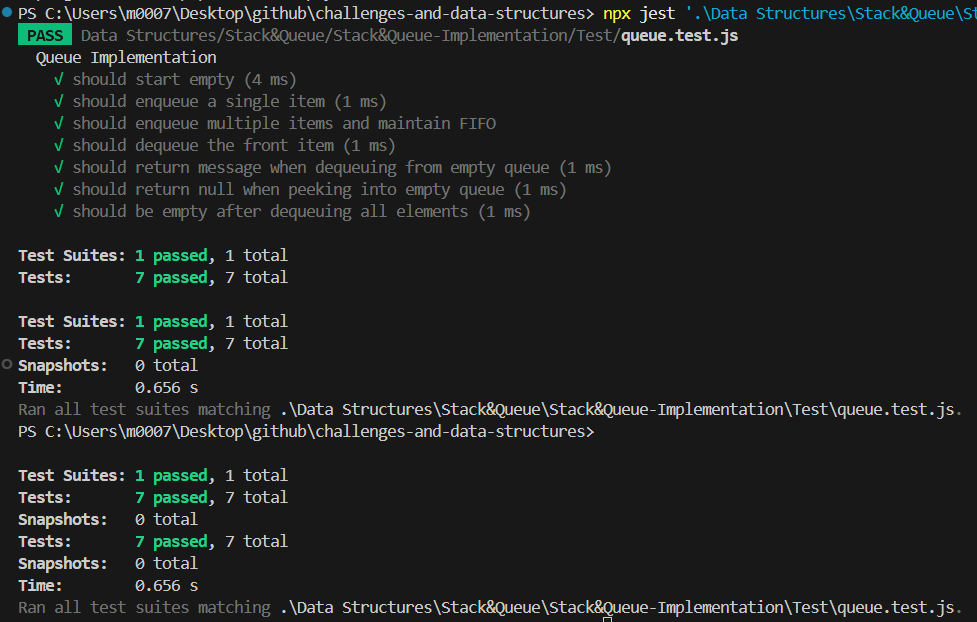 PS C:\Users\m0007\Desktop\github\challenges-and-data-structures> npx jest '.\Data Structures\Stack&Queue\St
PASS Data Structures/Stack&Queue/Stack&Queue-Implementation/Test/queue.test.js
Queue Implementation
√ should start empty (4 ms)
√ should enqueue a single item (1 ms)
√ should enqueue multiple items and maintain FIFO
√ should dequeue the front item (1 ms)
√ should return message when dequeuing from empty queue (1 ms)
√ should return null when peeking into empty queue (1 ms)
√ should be empty after dequeuing all elements (1 ms)
Test Suites: 1 passed, 1 total
Tests: 7 passed, 7 total
Test Suites: 1 passed, 1 total
Tests: 7 passed, 7 total
Snapshots: 0 total
Time: 0.656 s
Ran all test suites matching .\Data Structures\Stack&Queue\Stack&Queue-Implementation\Test\queue.test.js.
PS C:\Users\m0007\Desktop\github\challenges-and-data-structures>
Test Suites: 1 passed, 1 total
Tests: 7 passed, 7 total
Snapshots: 0 total
Tests: 7 passed, 7 total
Snapshots: 0 total
Time: 0.656 s
Ran all test suites matching .\Data Structures\Stack&Queue\Stack&Queue-Implementation\Test\queue.test.js.